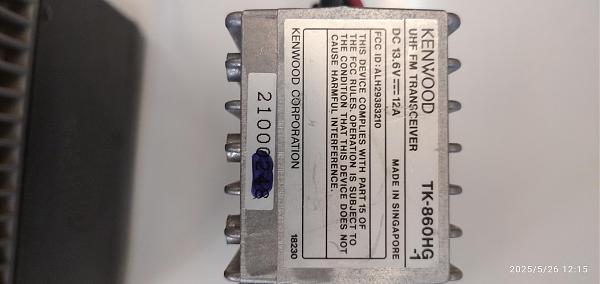 KENWOOD
UHF FM TRANSCEIVER TK-860HG
-1
DC 13.6V 12A MADE IN SINGAPORE
FCC ID: ALH29383210
THIS DEVICE COMPLIES WITH PART 15 OF
THE FCC RULES. OPERATION IS SUBJECT TO
THE CONDITION THAT THIS DEVICE DOES NOT
CAUSE HARMFUL INTERFERENCE.
KENWOOD CORPORATION 18230
2100
2025/5/26 12:15